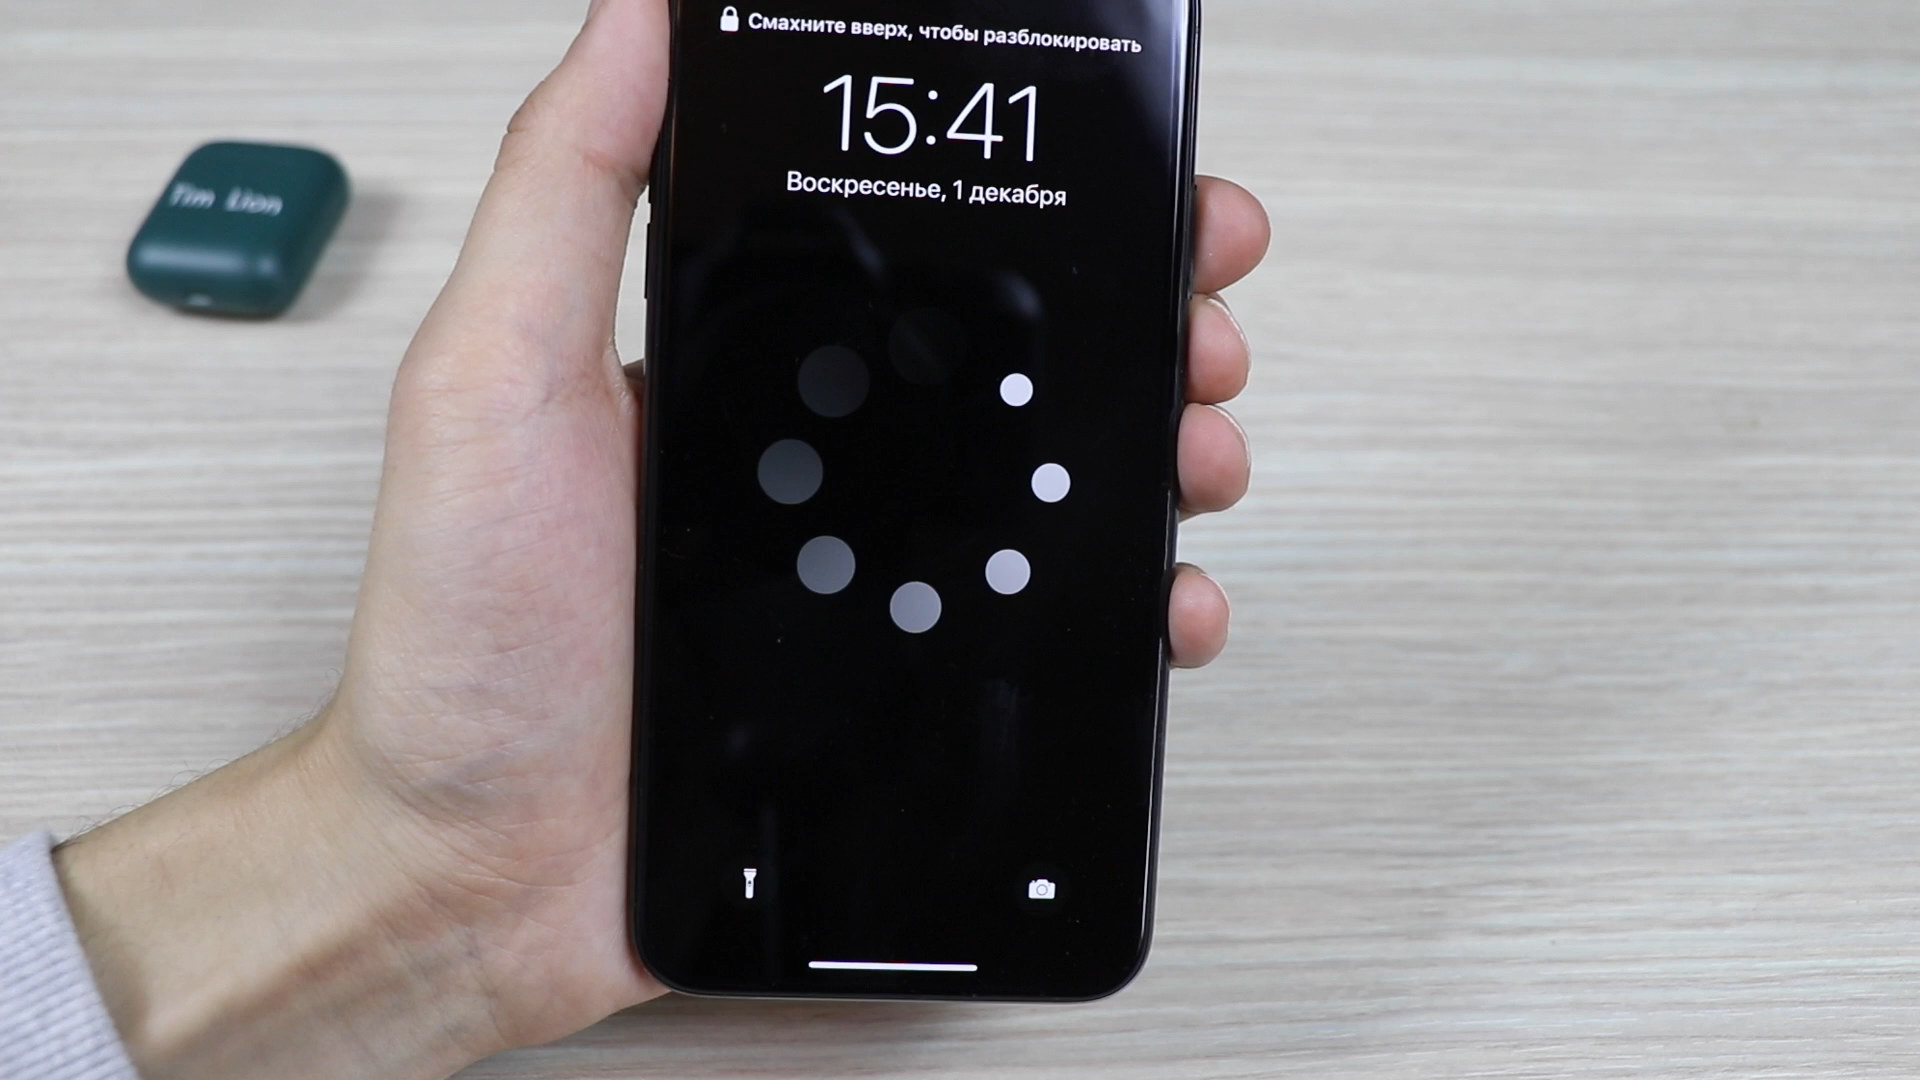 Смахните вверх, чтобы разблокировать
15:41
Воскресенье, 1 декабря
Tim Lion